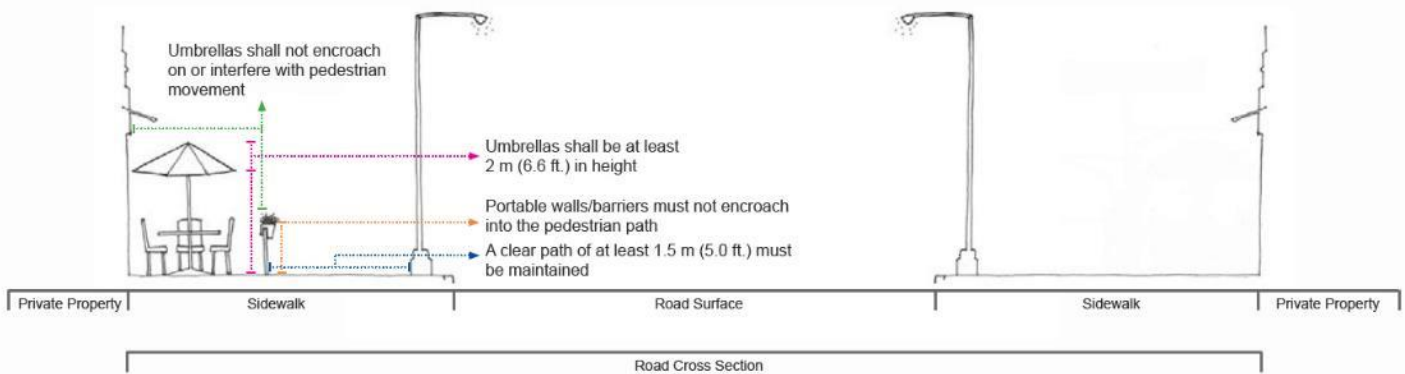 Umbrellas shall not encroach
on or interfere with pedestrian
movement
Umbrellas shall be at least
2 m (6.6 ft.) in height
Portable walls/barriers must not encroach
into the pedestrian path
A clear path of at least 1.5 m (5.0 ft.) must
be maintained
Private Property
Sidewalk
Road Surface
Sidewalk
Private Property
Road Cross Section